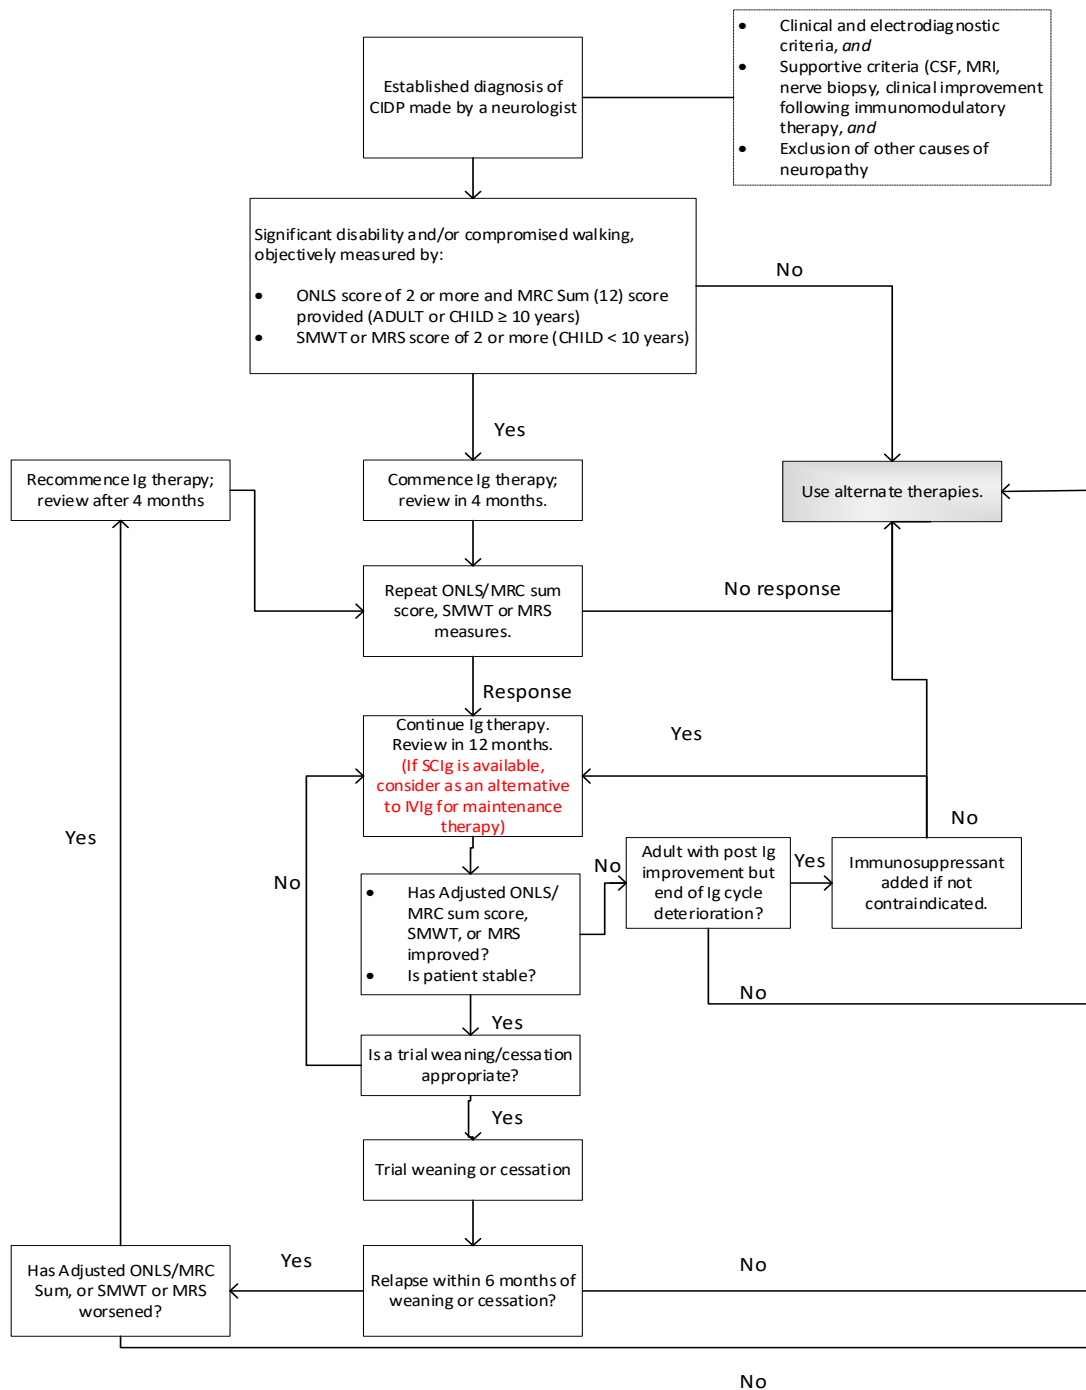 Established diagnosis of
CIDP made by a neurologist
• Clinical and electrodiagnostic
criteria, and
• Supportive criteria (CSF, MRI,
nerve biopsy, clinical improvement
following immunomodulatory
therapy, and
• Exclusion of other causes of
neuropathy
Significant disability and/or compromised walking,
objectively measured by:
• ONLS score of 2 or more and MRC Sum (12) score
provided (ADULT or CHILD ≥ 10 years)
• SMWT or MRS score of 2 or more (CHILD < 10 years)
No
Yes
Recommence Ig therapy;
review after 4 months
Commence Ig therapy;
review in 4 months.
Use alternate therapies.
Repeat ONLS/MRC sum
score, SMWT or MRS
measures.
No response
Response
Continue Ig therapy.
Review in 12 months.
(If SCIg is available,
consider as an alternative
to IVIg for maintenance
therapy)
Yes
Yes
No
No
• Has Adjusted ONLS/
MRC sum score,
SMWT, or MRS
improved?
• Is patient stable?
No
Adult with post Ig
improvement but
end of Ig cycle
deterioration?
Yes
Immunosuppressant
added if not
contraindicated.
No
Yes
Is a trial weaning/cessation
appropriate?
Yes
Trial weaning or cessation
Has Adjusted ONLS/MRC
Sum, or SMWT or MRS
worsened?
Yes
Relapse within 6 months of
weaning or cessation?
No
No